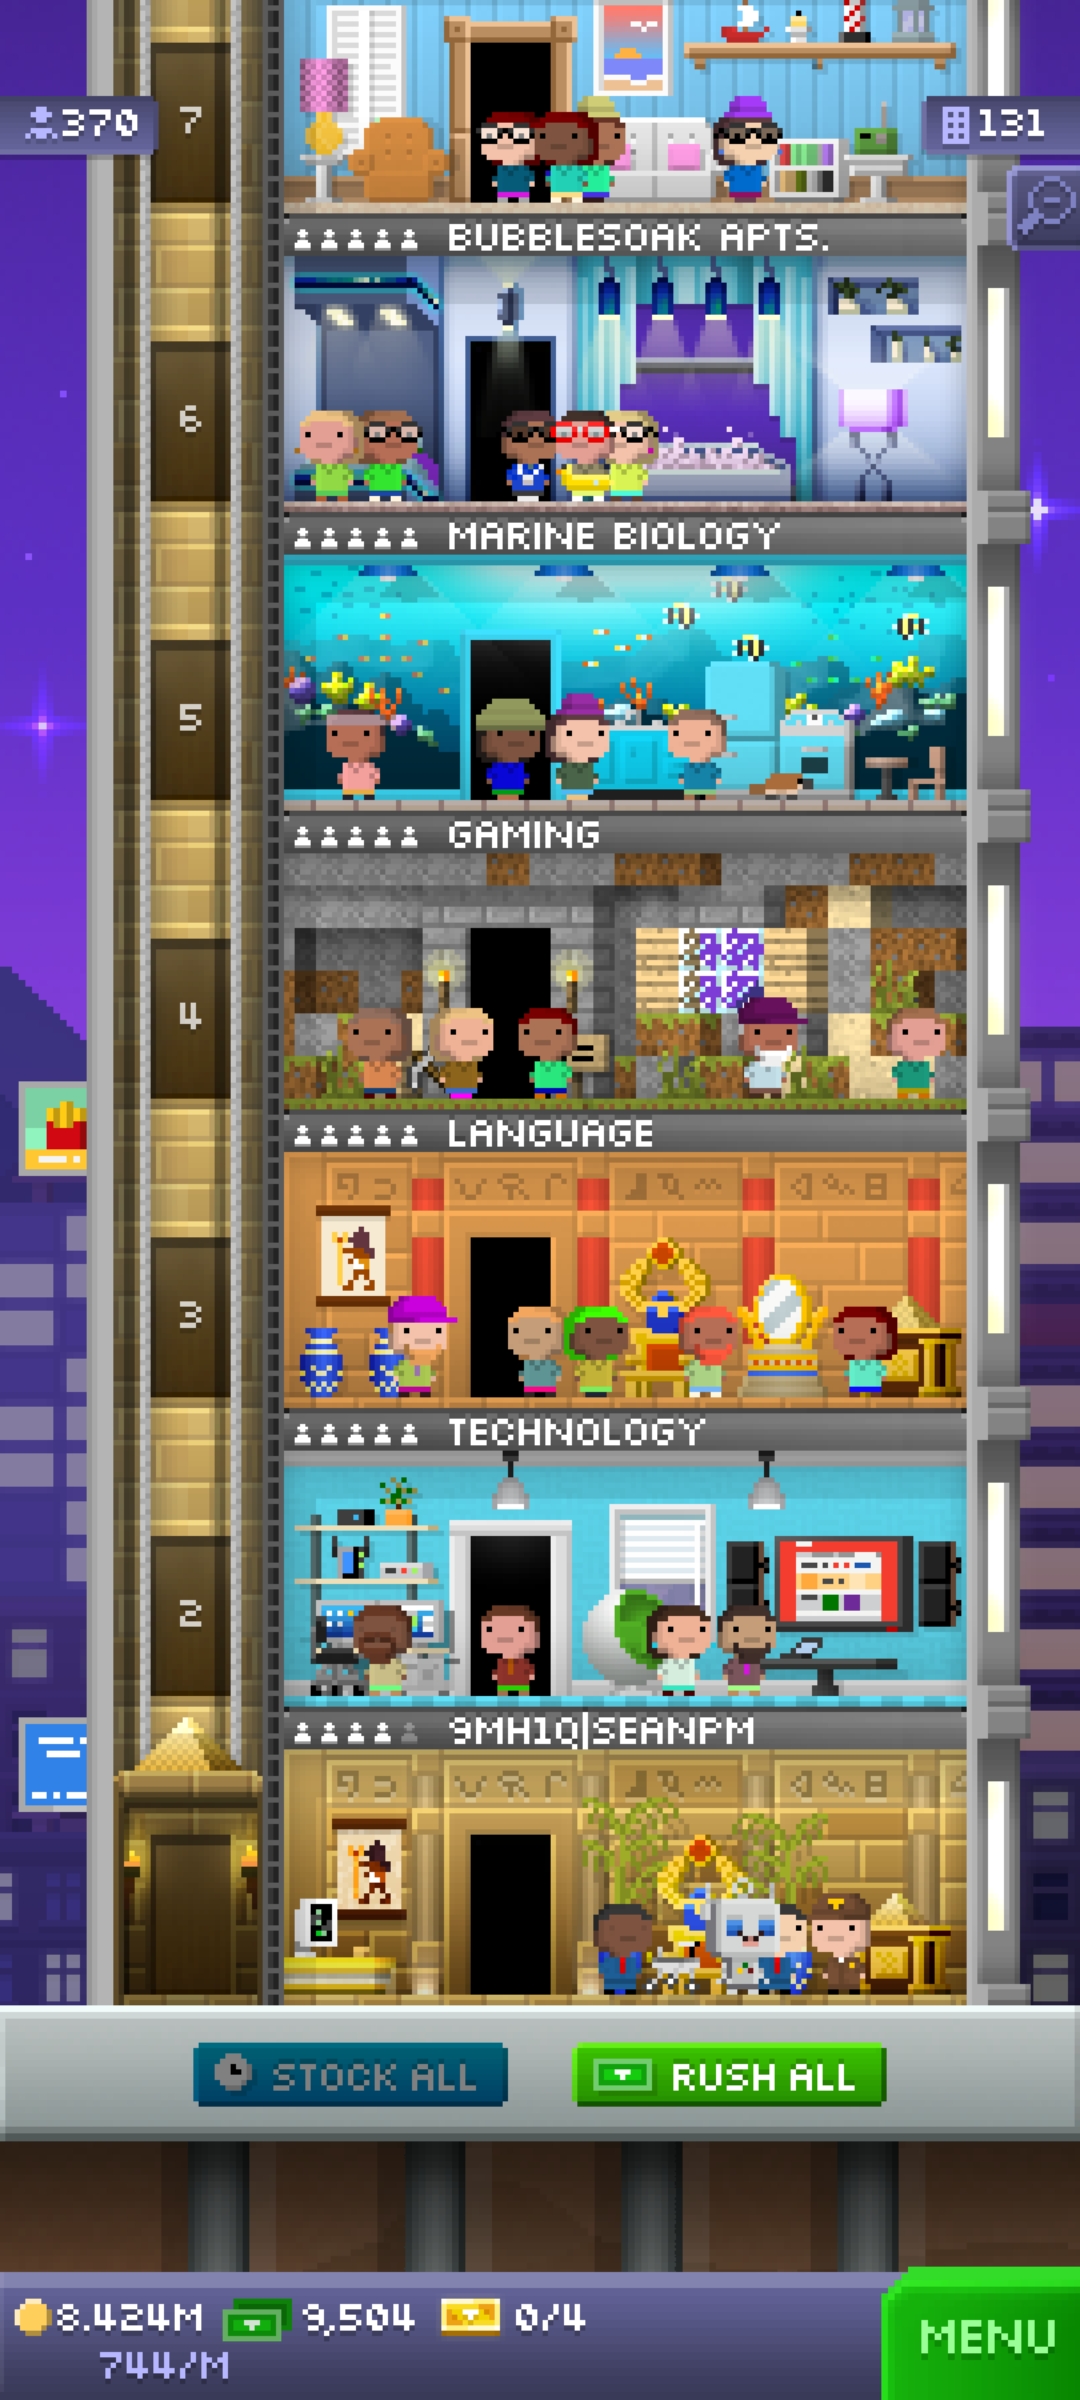 7
370
131
BUBBLESOAK APTS.
6
MARINE BIOLOGY
5
GAMING
4
LANGUAGE
3
TECHNOLOGY
2
9MH1Q|SEANPM
STOCK ALL
RUSH ALL
8.424M
9,504
0/4
744/M
MENU